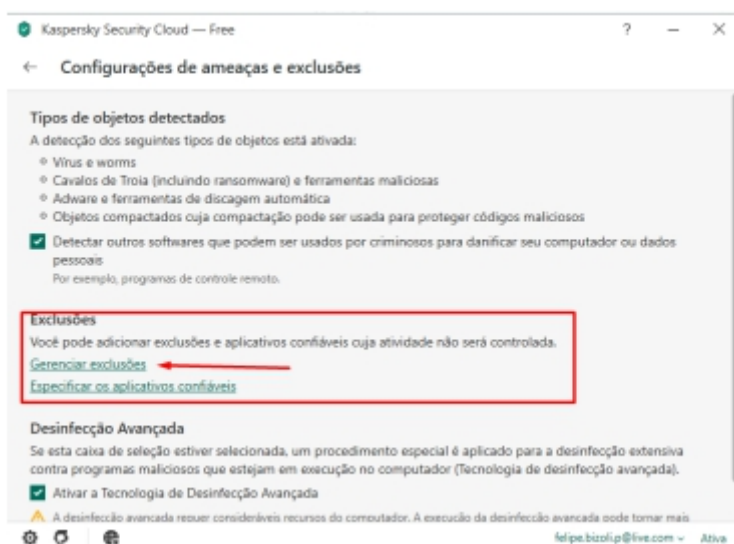 Kaspersky Security Cloud — Free ? — ×
← Configurações de ameaças e exclusões
Tipos de objetos detectados
A detecção dos seguintes tipos de objetos está ativada:
Vírus e worms
Cavalos de Troia (incluindo ransomware) e ferramentas maliciosas
Adware e ferramentas de discagem automática
Objetos compactados cuja compactação pode ser usada para proteger códigos maliciosos
Detectar outros softwares que podem ser usados por criminosos para danificar seu computador ou dados
pessoais
Por exemplo, programas de controle remoto.
Exclusões
Você pode adicionar exclusões e aplicativos confiáveis cuja atividade não será controlada.
Gerenciar exclusões
Especificar os aplicativos confiáveis
Desinfecção Avançada
Se esta caixa de seleção estiver selecionada, um procedimento especial é aplicado para a desinfecção extensiva
contra programas maliciosos que estejam em execução no computador (Tecnologia de desinfecção avançada).
Ativar a Tecnologia de Desinfecção Avançada
A desinfecção avançada requer consideráveis recursos do computador. A execução da desinfecção avançada pode tornar mais
felipe.bizoli.p@live.com Ativa